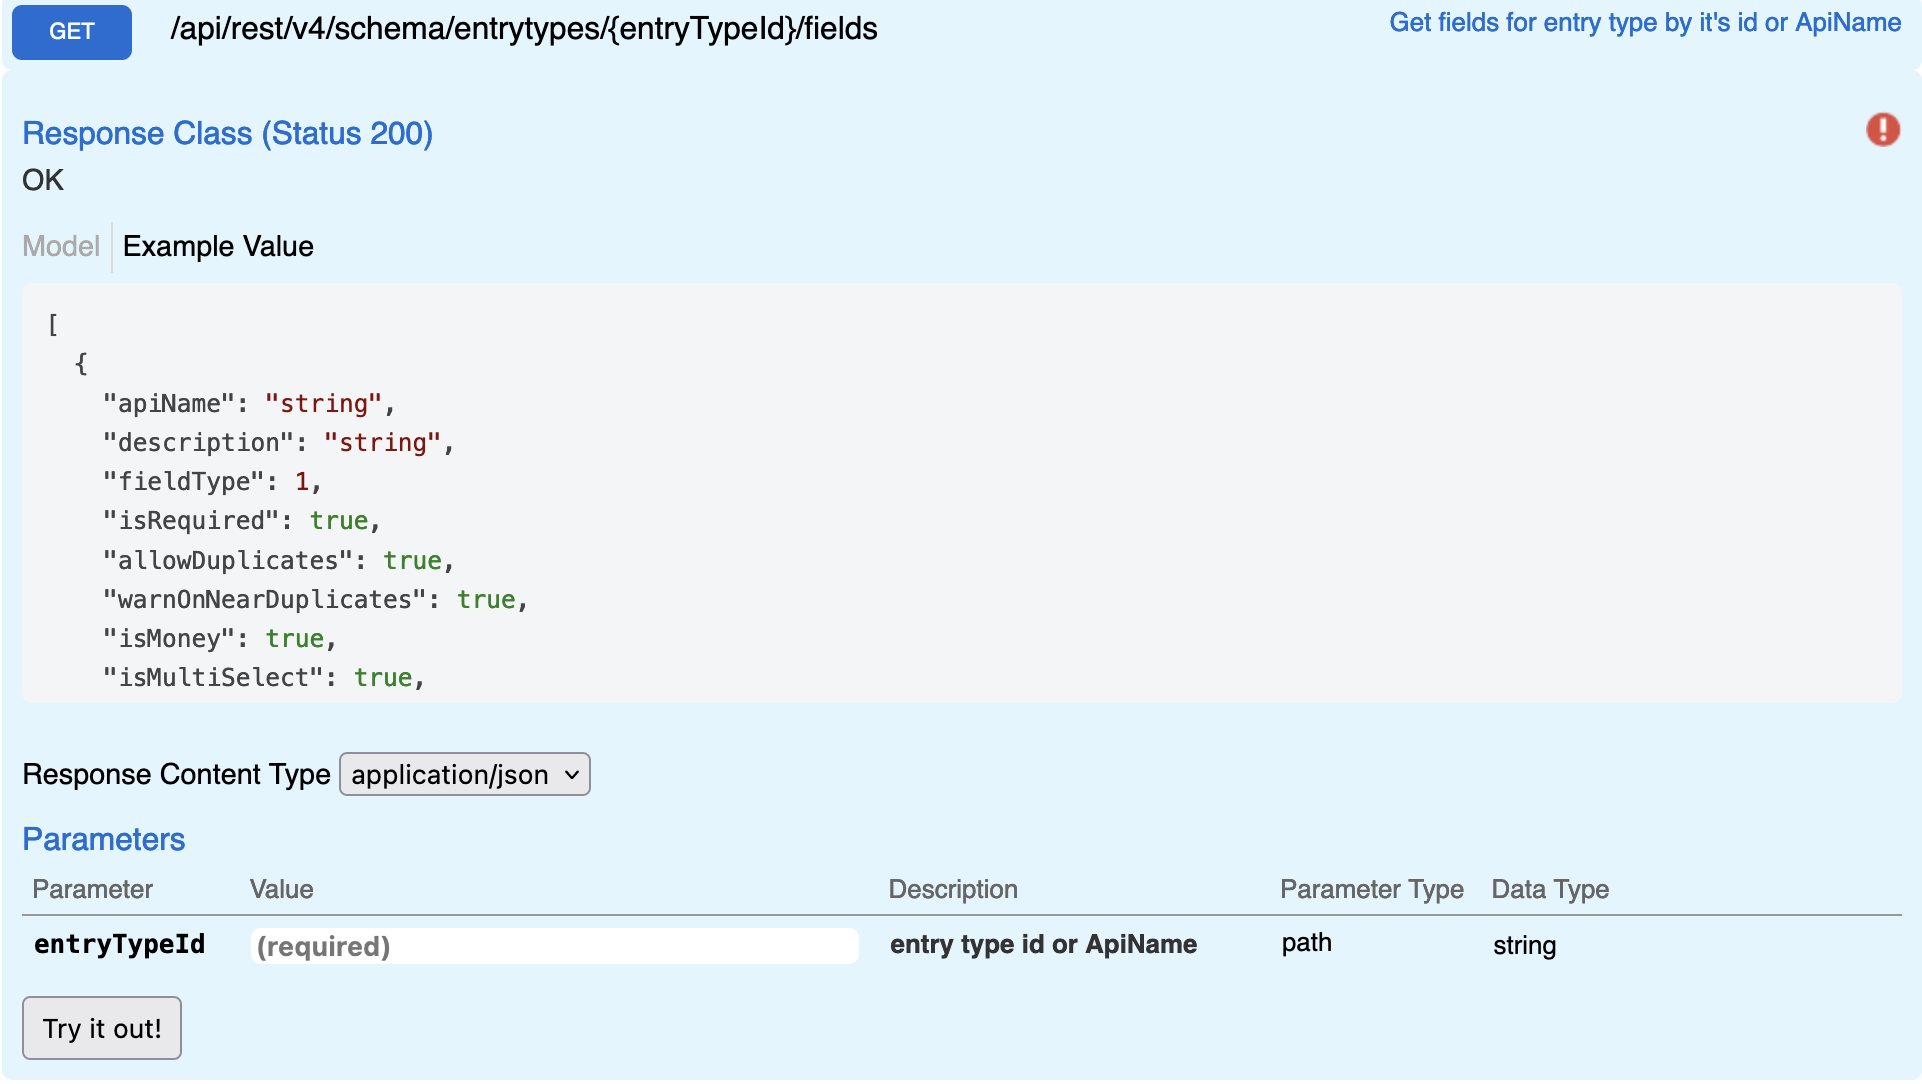 GET /api/rest/v4/schema/entrytypes/{entryTypeId}/fields Get fields for entry type by it's id or ApiName
Response Class (Status 200)
OK
Model Example Value
[
{
"apiName": "string",
"description": "string",
"fieldType": 1,
"isRequired": true,
"allowDuplicates": true,
"warnOnNearDuplicates": true,
"isMoney": true,
"isMultiSelect": true,
Response Content Type application/json
Parameters
Parameter Value Description Parameter Type Data Type
entryTypeId (required) entry type id or ApiName path string
Try it out!